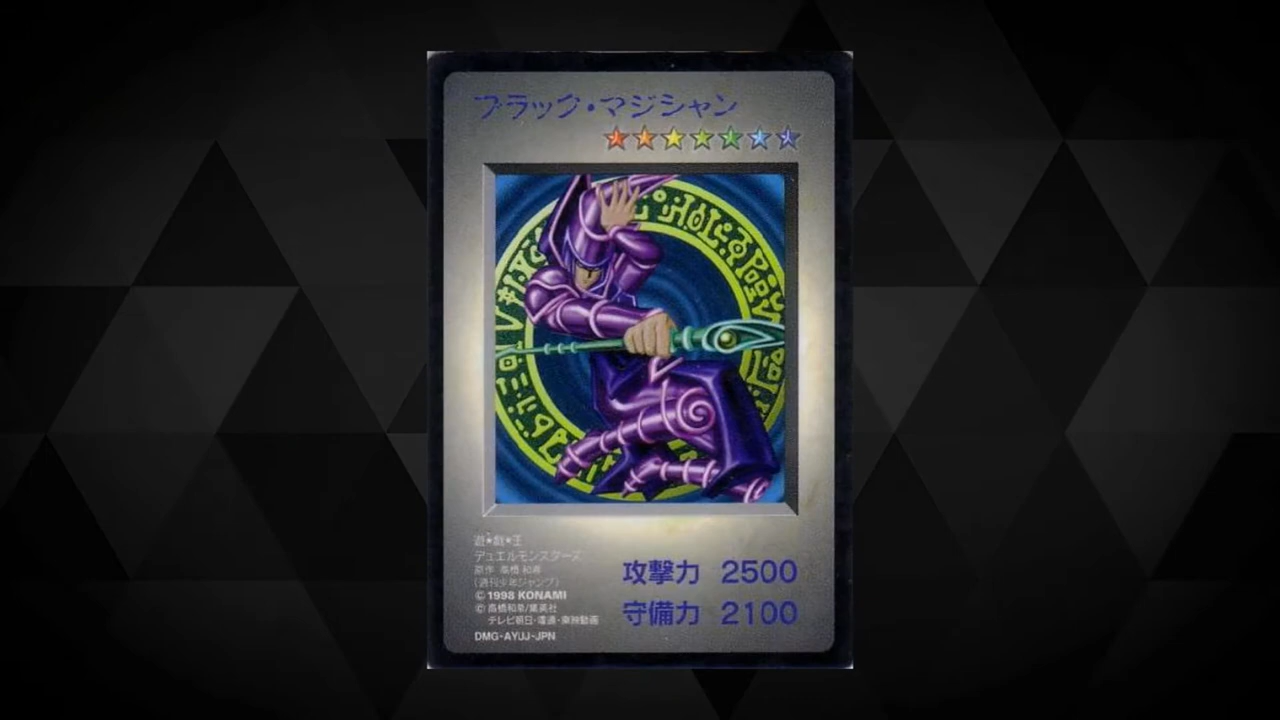 ブラック・マジシャン
遊★戯★王
デュエルモンスターズ
原作 高橋 和希
(週刊少年ジャンプ)
©1998 KONAMI
© 高橋和希/集英社
テレビ朝日・電通・東映動画
DMG-AYUJ-JPN
攻撃力 2500
守備力 2100